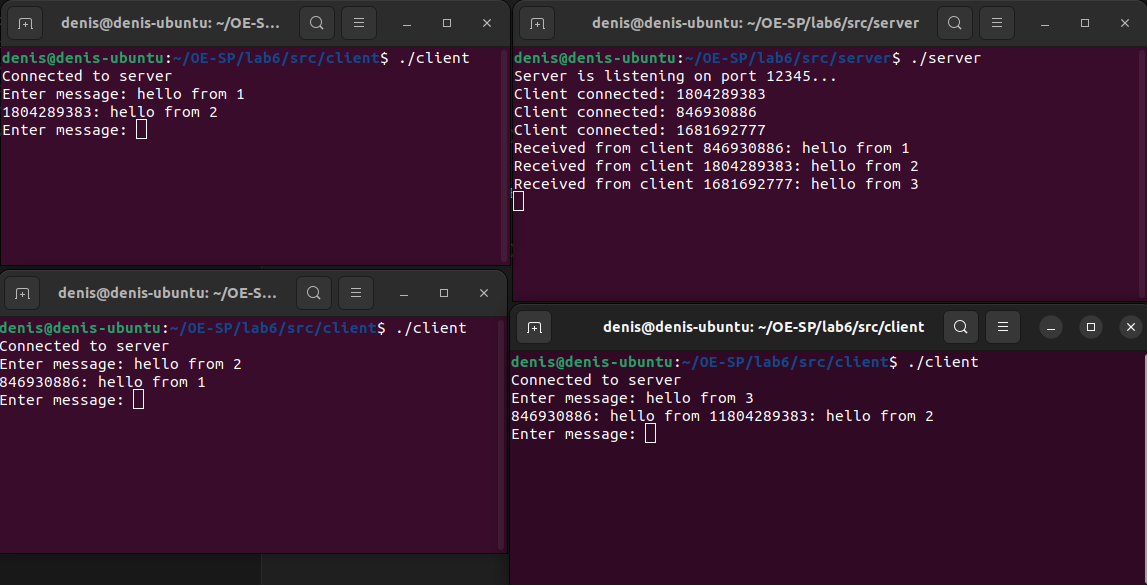 denis@denis-ubuntu: ~/OE-S...
denis@denis-ubuntu:~/OE-SP/lab6/src/client$ ./client
Connected to server
Enter message: hello from 1
1804289383: hello from 2
Enter message:
denis@denis-ubuntu: ~/OE-SP/lab6/src/server
denis@denis-ubuntu:~/OE-SP/lab6/src/server$ ./server
Server is listening on port 12345...
Client connected: 1804289383
Client connected: 846930886
Client connected: 1681692777
Received from client 846930886: hello from 1
Received from client 1804289383: hello from 2
Received from client 1681692777: hello from 3
denis@denis-ubuntu: ~/OE-S...
denis@denis-ubuntu:~/OE-SP/lab6/src/client$ ./client
Connected to server
Enter message: hello from 2
846930886: hello from 1
Enter message:
denis@denis-ubuntu: ~/OE-SP/lab6/src/client
denis@denis-ubuntu:~/OE-SP/lab6/src/client$ ./client
Connected to server
Enter message: hello from 3
846930886: hello from 11804289383: hello from 2
Enter message: